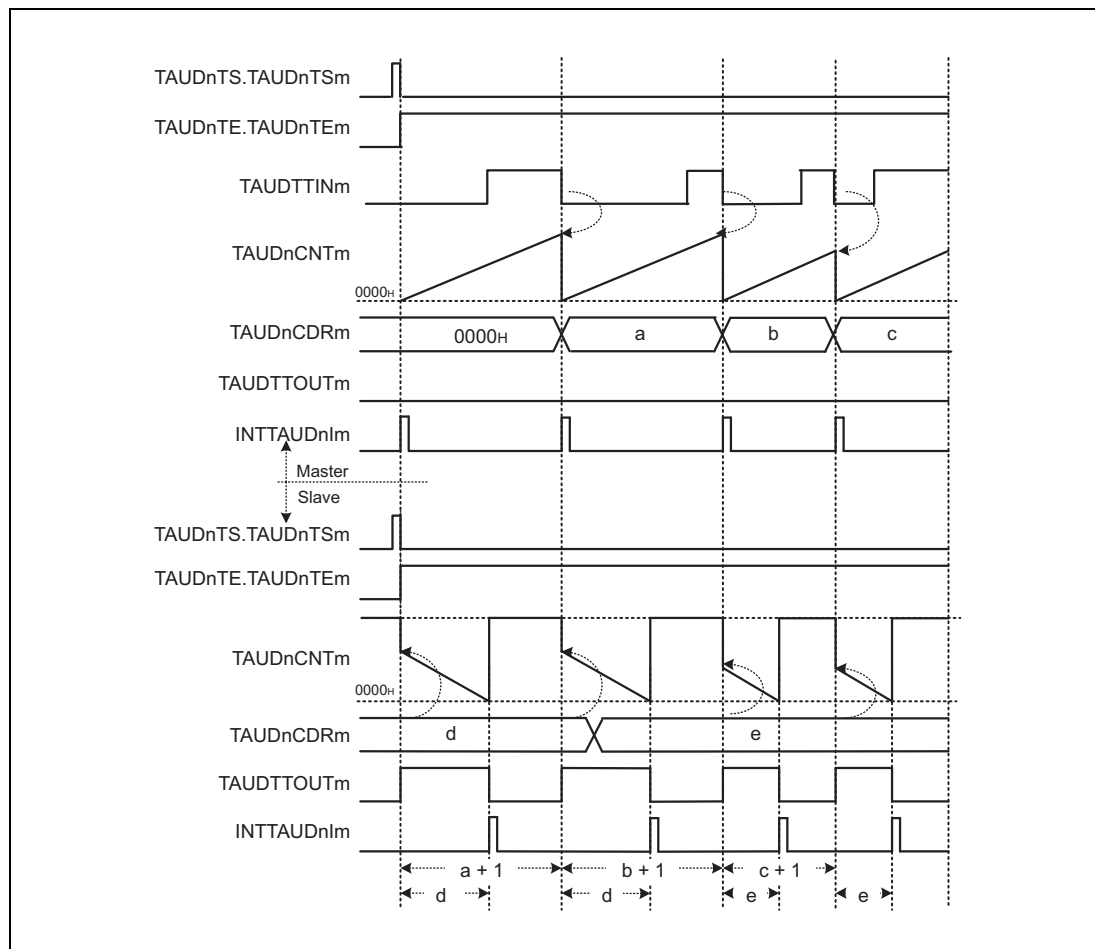 TAUDnTS.TAUDnTSm
TAUDnTE.TAUDnTEm
TAUDTTINm
TAUDnCNTm
0000H
TAUDnCDRm
0000H
a
b
c
TAUDTTOUTm
INTTAUDnIm
Master
Slave
TAUDnTS.TAUDnTSm
TAUDnTE.TAUDnTEm
TAUDnCNTm
0000H
TAUDnCDRm
d
e
TAUDTTOUTm
INTTAUDnIm
a + 1
b + 1
c + 1
d
d
e
e